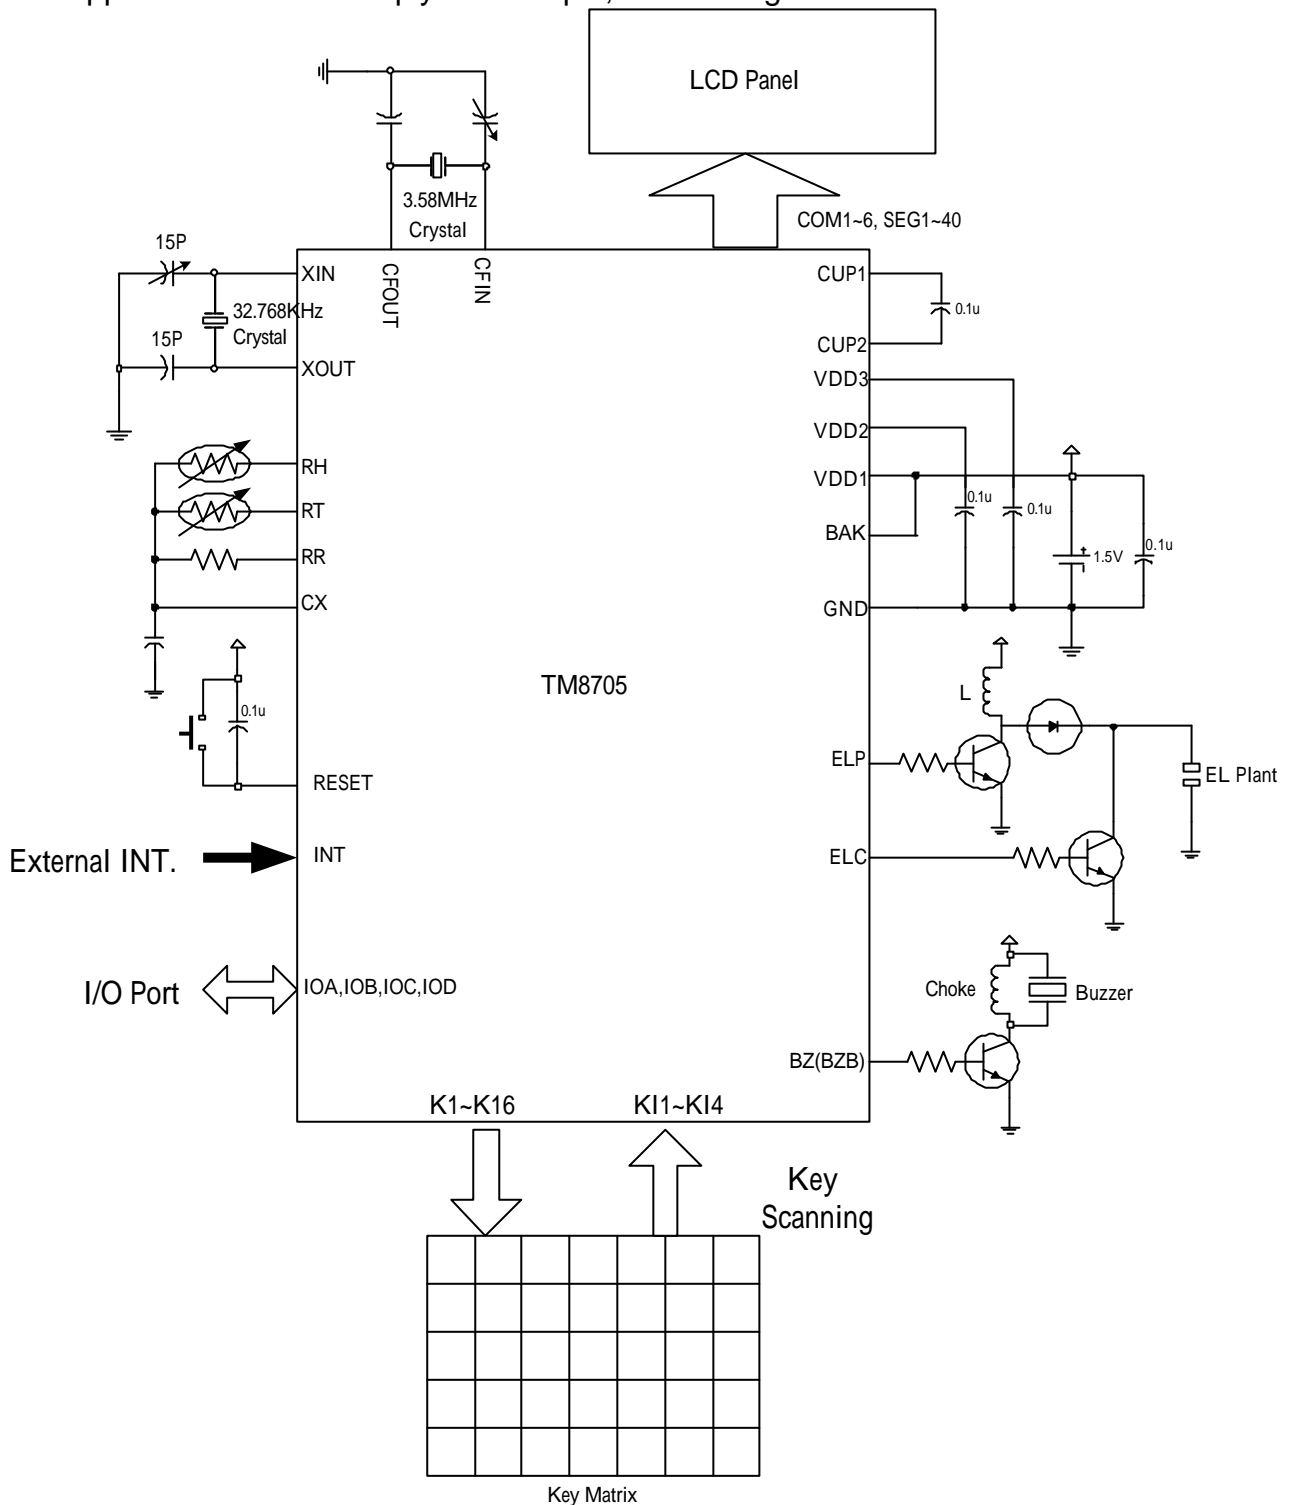 LCD Panel
3.58MHz
Crystal
COM1~6, SEG1~40
15P
XIN
CFOUT
CFIN
CUP1
32.768KHz
Crystal
0.1u
15P
CUP2
XOUT
VDD3
VDD2
RH
VDD1
0.1u
0.1u
RT
BAK
0.1u
1.5V
RR
CX
GND
TM8705
L
0.1u
ELP
EL Plant
RESET
External INT.
INT
ELC
I/O Port
IOA,IOB,IOC,IOD
Choke
Buzzer
BZ(BZB)
K1~K16
KI1~KI4
Key
Scanning
Key Matrix